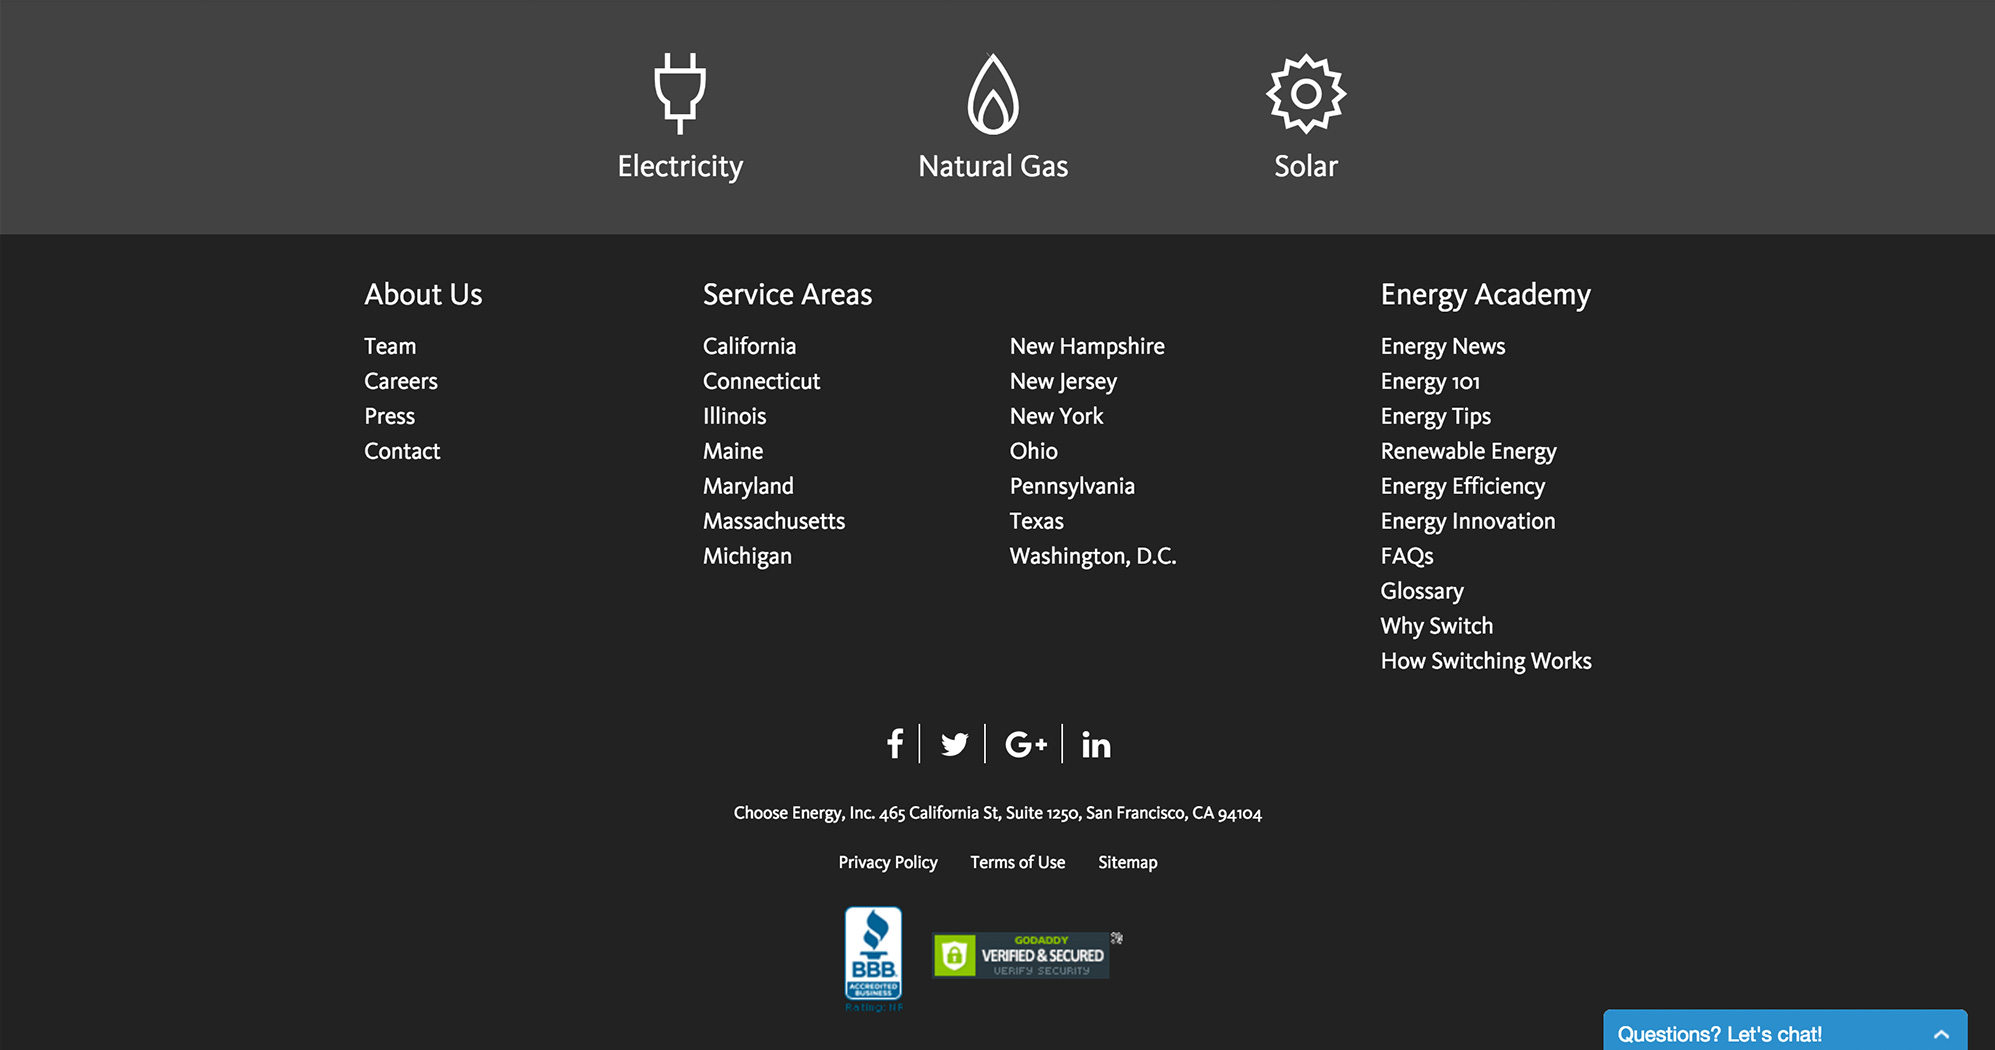 Electricity
Natural Gas
Solar
About Us
Team
Careers
Press
Contact
Service Areas
California
Connecticut
Illinois
Maine
Maryland
Massachusetts
Michigan
New Hampshire
New Jersey
New York
Ohio
Pennsylvania
Texas
Washington, D.C.
Energy Academy
Energy News
Energy 101
Energy Tips
Renewable Energy
Energy Efficiency
Energy Innovation
FAQs
Glossary
Why Switch
How Switching Works
f
G+
in
Choose Energy, Inc. 465 California St, Suite 1250, San Francisco, CA 94104
Privacy Policy Terms of Use Sitemap
BBB
ACCREDITED
BUSINESS
Rating: NR
GODADDY
VERIFIED & SECURED
VERIFY SECURITY
Questions? Let's chat!